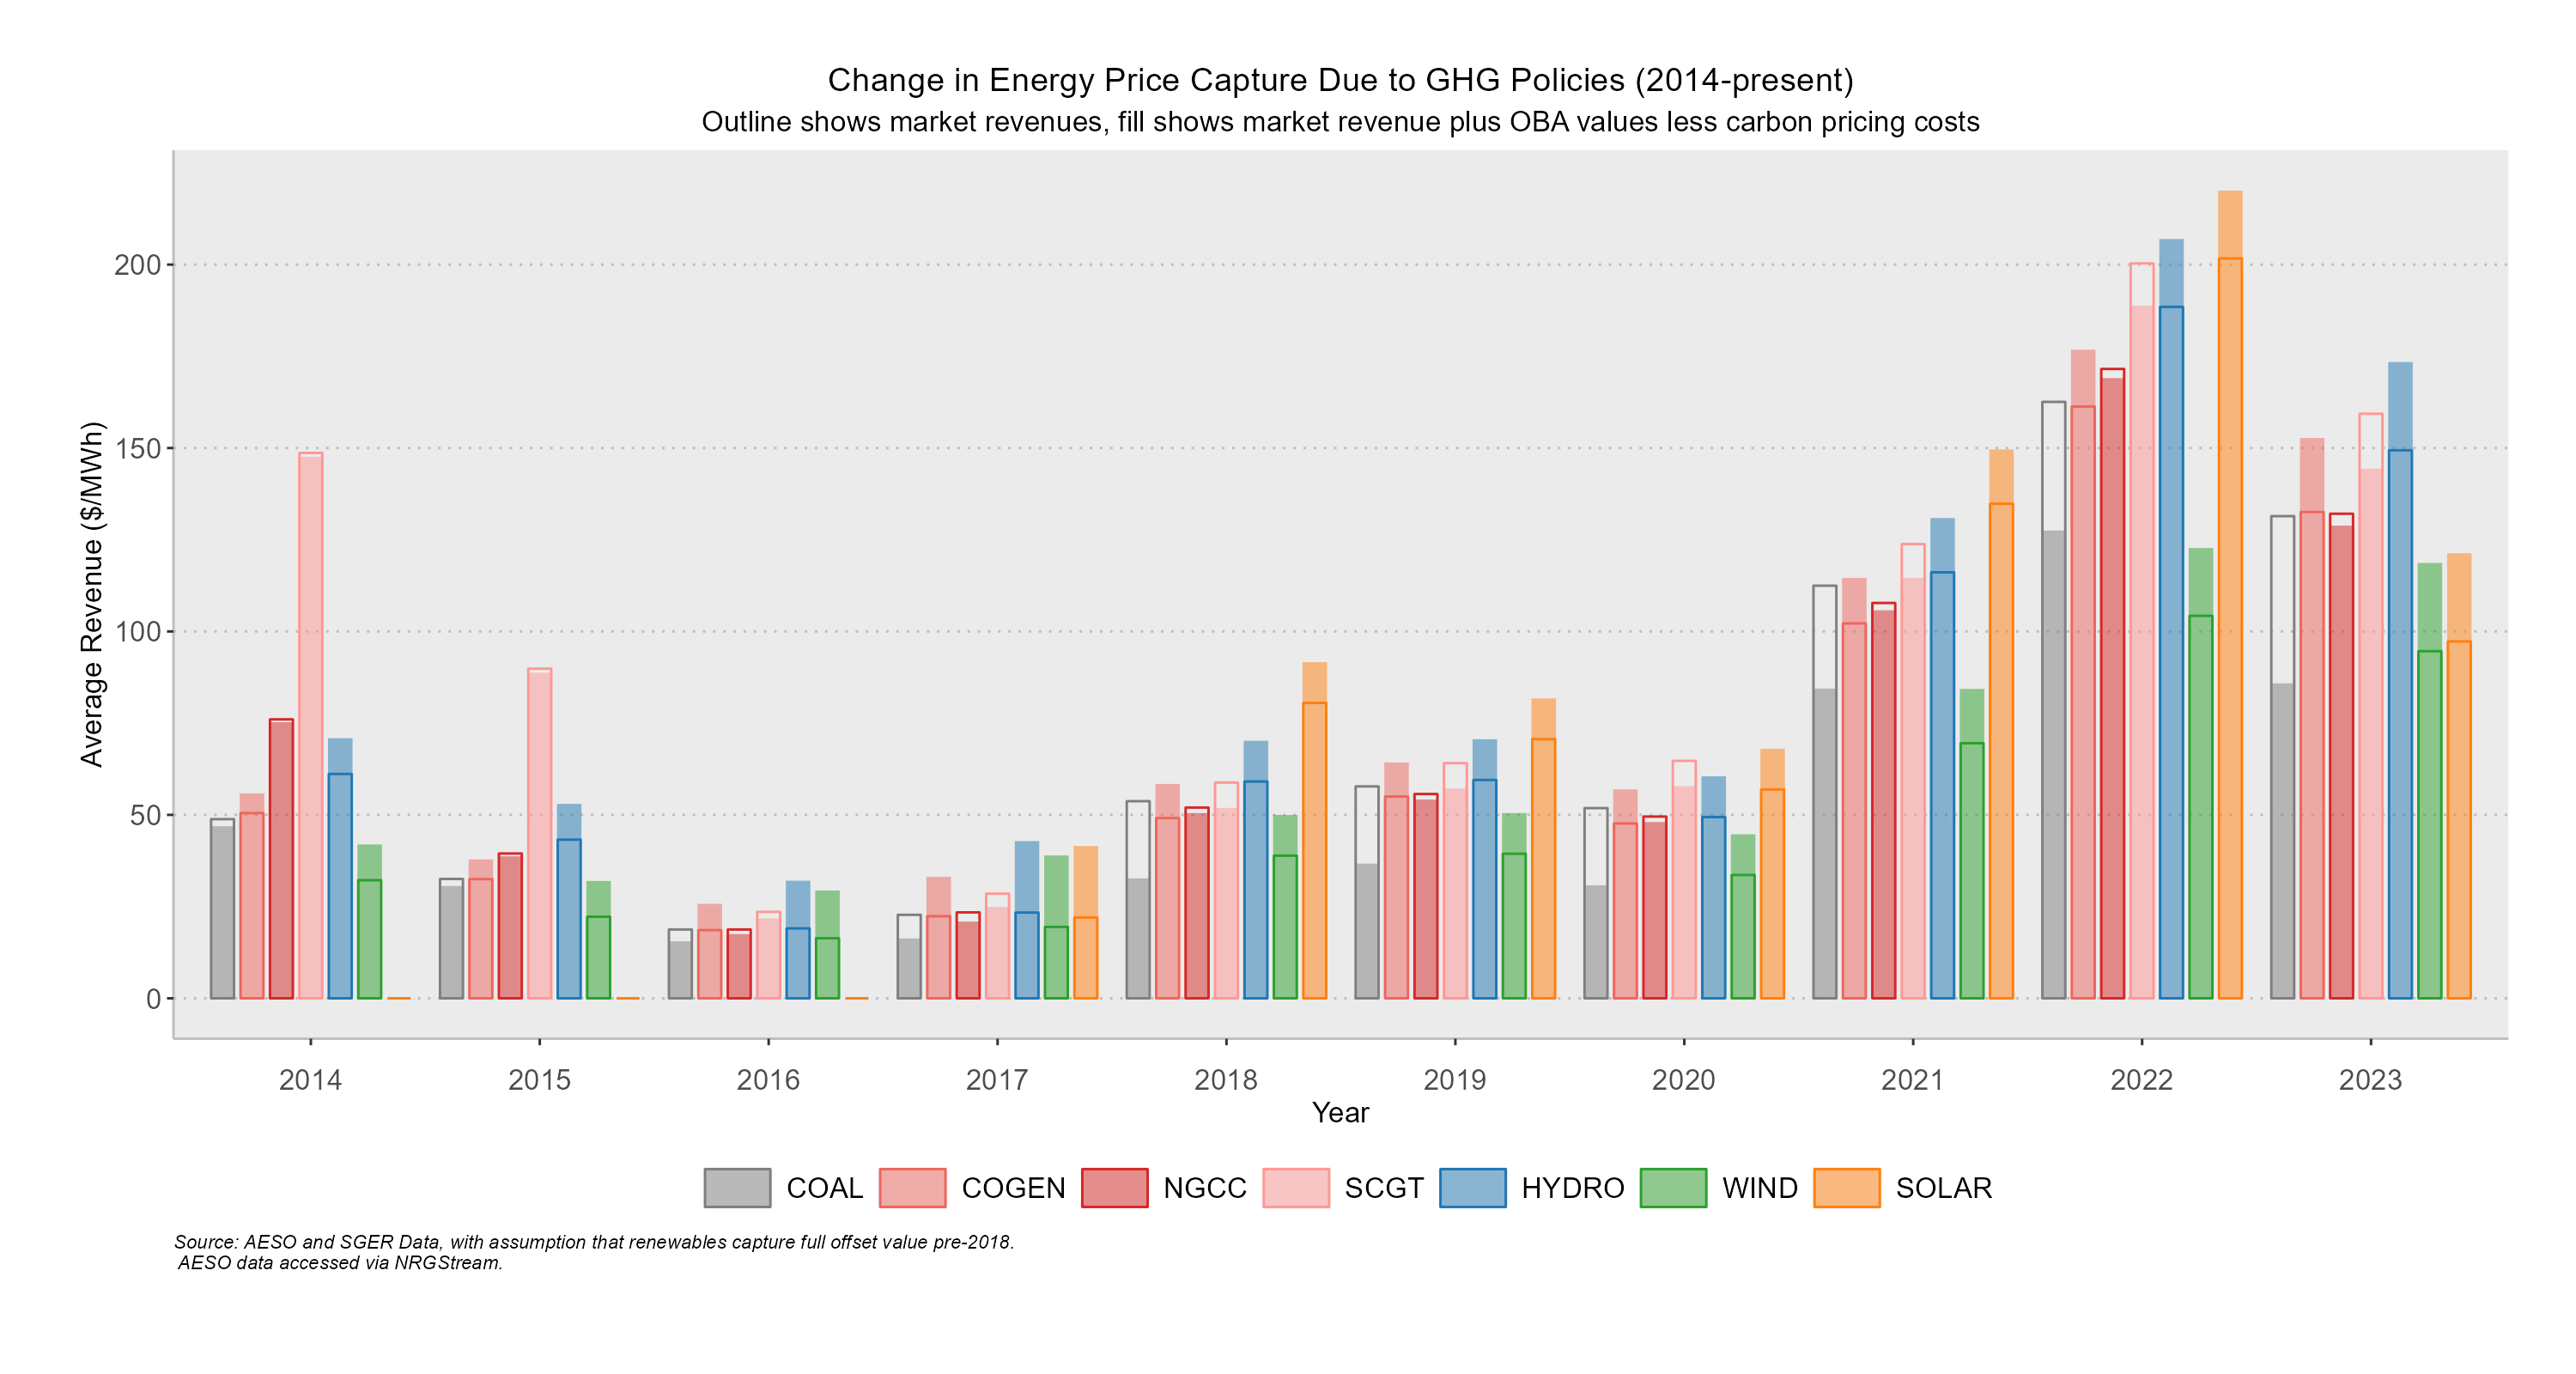 Change in Energy Price Capture Due to GHG Policies (2014-present)
Outline shows market revenues, fill shows market revenue plus OBA values less carbon pricing costs
Average Revenue ($/MWh)
200
150
100
50
0
2014 2015 2016 2017 2018 2019 2020 2021 2022 2023
Year
COAL COGEN NGCC SCGT HYDRO WIND SOLAR
Source: AESO and SGER Data, with assumption that renewables capture full offset value pre-2018.
AESO data accessed via NRGStream.